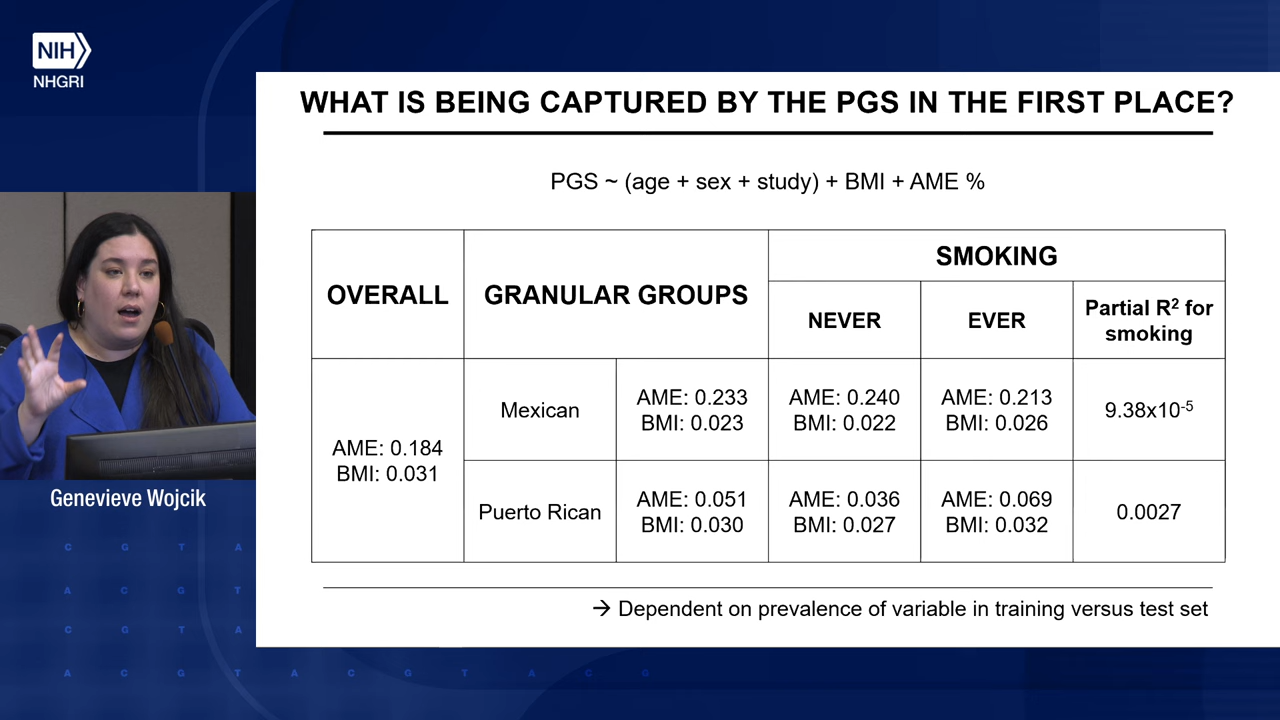 NIH
NHGRI
WHAT IS BEING CAPTURED BY THE PGS IN THE FIRST PLACE?
PGS ~ (age + sex + study) + BMI + AME %
OVERALL
GRANULAR GROUPS
SMOKING
NEVER
EVER
Partial R² for
smoking
AME: 0.184
BMI: 0.031
Mexican
AME: 0.233
BMI: 0.023
AME: 0.240
BMI: 0.022
AME: 0.213
BMI: 0.026
9.38x10⁻⁵
Puerto Rican
AME: 0.051
BMI: 0.030
AME: 0.036
BMI: 0.027
AME: 0.069
BMI: 0.032
0.0027
→ Dependent on prevalence of variable in training versus test set
Genevieve Wojcik
C G T A
A C G T
C G T A
A C G T A C G T A C G